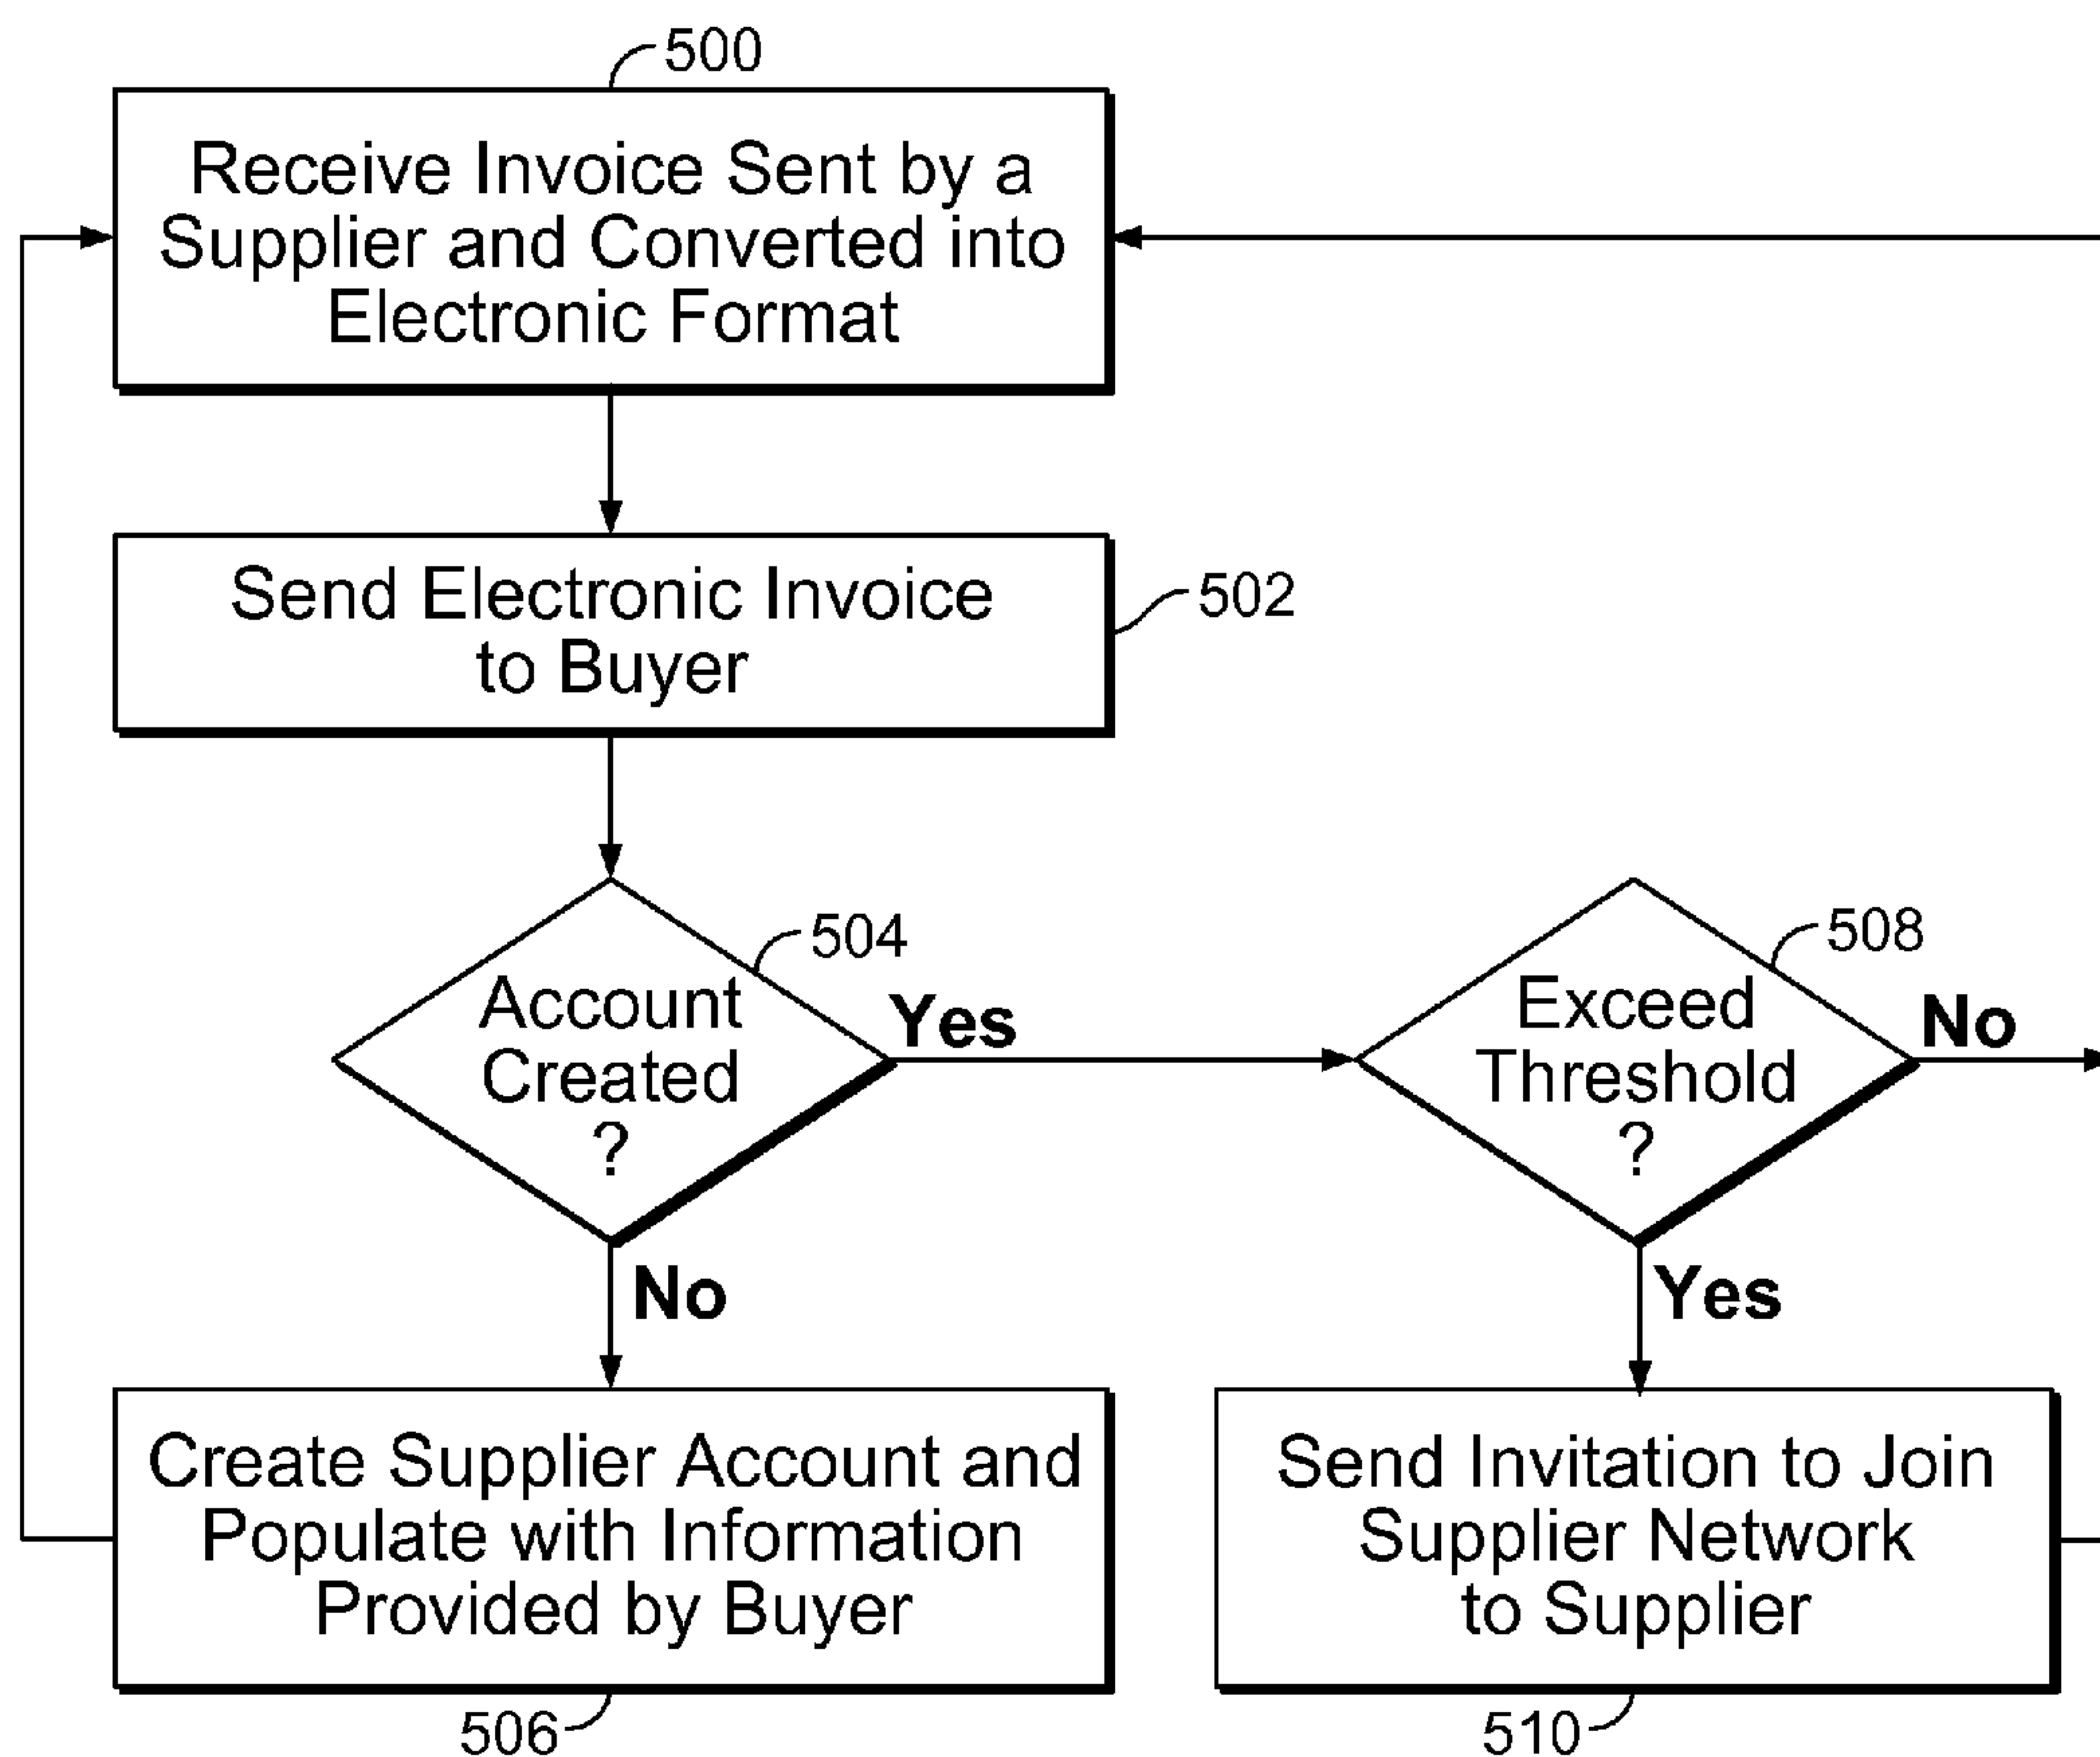 500
Receive Invoice Sent by a
Supplier and Converted into
Electronic Format
Send Electronic Invoice
to Buyer
502
504
Account
Created
?
Yes
No
508
Exceed
Threshold
?
No
Yes
Create Supplier Account and
Populate with Information
Provided by Buyer
506
Send Invitation to Join
Supplier Network
to Supplier
510